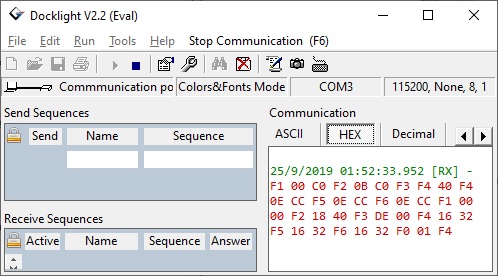 Docklight V2.2 (Eval)
File Edit Run Tools Help Stop Communication (F6)
Commmunication po Colors&Fonts Mode COM3 115200, None, 8, 1
Send Sequences
Send Name Sequence
Receive Sequences
Active Name Sequence Answer
Communication
ASCII HEX Decimal
25/9/2019 01:52:33.952 [RX] -
F1 00 C0 F2 0B C0 F3 F4 40 F4
0E CC F5 0E CC F6 0E CC F1 00
00 F2 18 40 F3 DE 00 F4 16 32
F5 16 32 F6 16 32 F0 01 F4